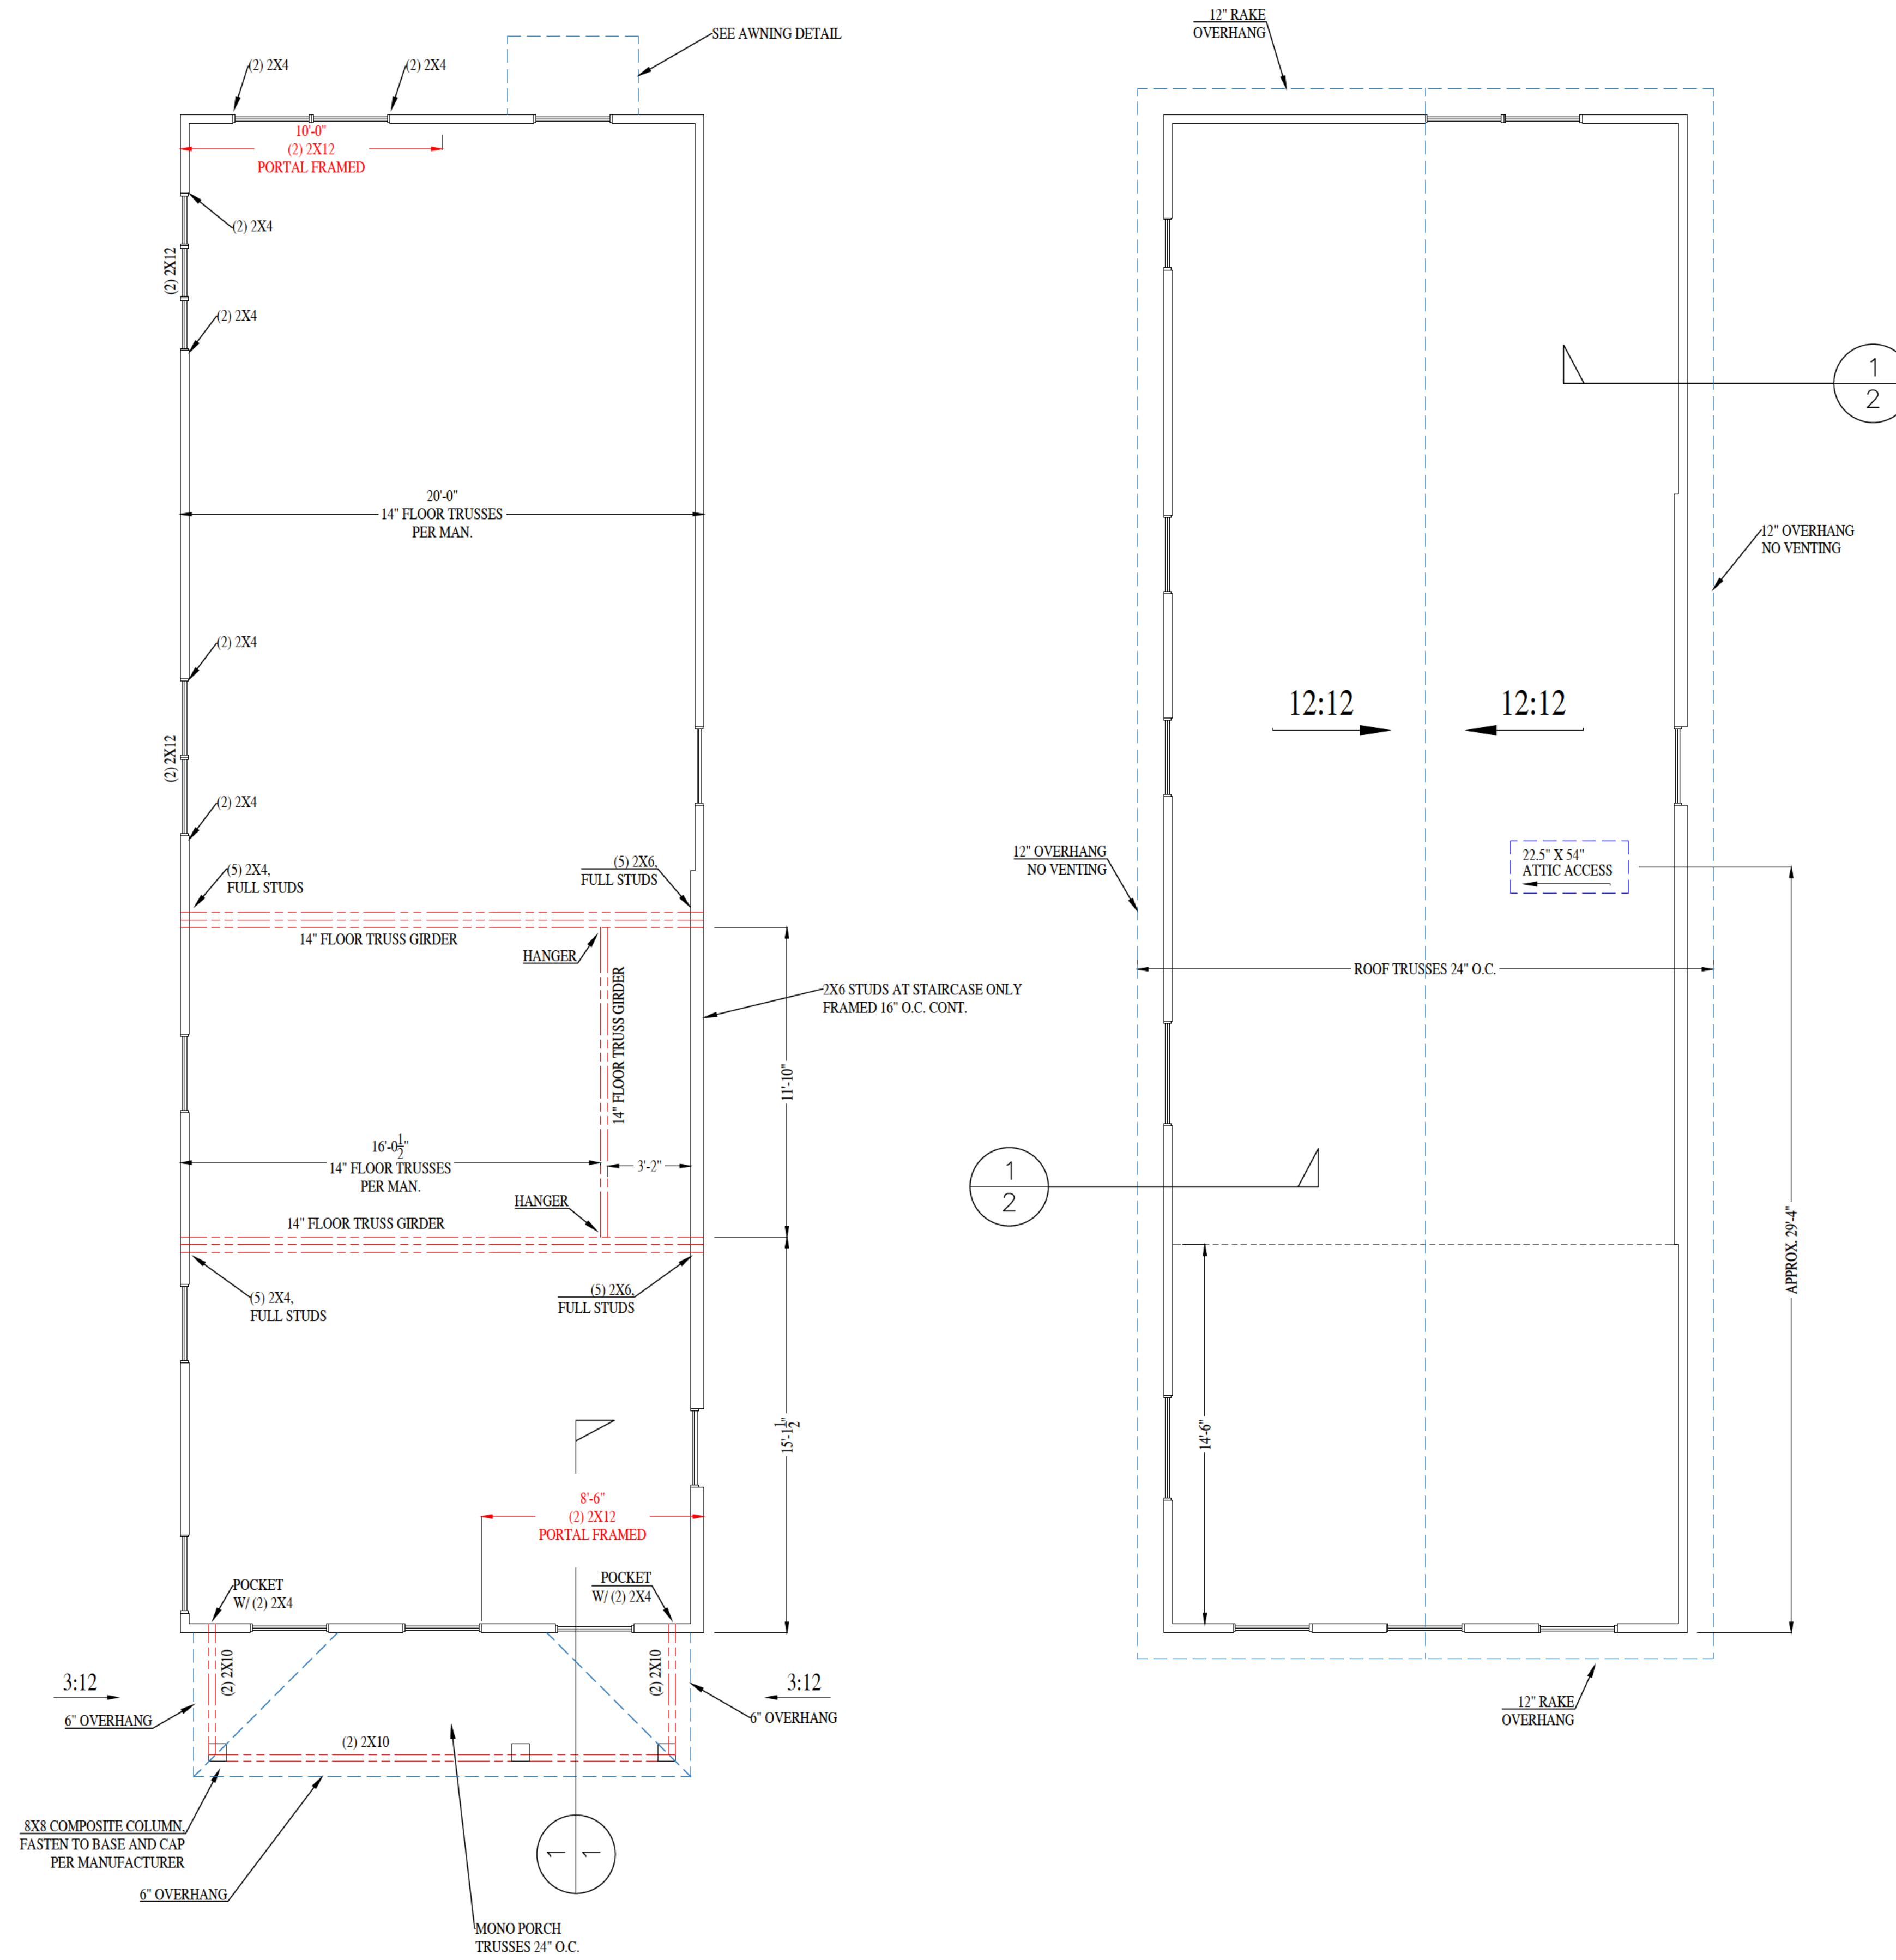 SEE AWNING DETAIL
(2) 2X4
(2) 2X4
10'-0"
(2) 2X12
PORTAL FRAMED
(2) 2X4
(2) 2X12
(2) 2X4
20'-0"
14" FLOOR TRUSSES
PER MAN.
(2) 2X4
(2) 2X12
(2) 2X4
(5) 2X4,
FULL STUDS
(5) 2X6,
FULL STUDS
14" FLOOR TRUSS GIRDER
HANGER
14" FLOOR TRUSS GIRDER
2X6 STUDS AT STAIRCASE ONLY
FRAMED 16" O.C. CONT.
11'-10"
16'-0 1/2"
14" FLOOR TRUSSES
PER MAN.
3'-2"
HANGER
14" FLOOR TRUSS GIRDER
(5) 2X4,
FULL STUDS
(5) 2X6,
FULL STUDS
15'-1 1/2"
8'-6"
(2) 2X12
PORTAL FRAMED
POCKET
W/ (2) 2X4
POCKET
W/ (2) 2X4
(2) 2X10
(2) 2X10
3:12
3:12
6" OVERHANG
6" OVERHANG
(2) 2X10
8X8 COMPOSITE COLUMN,
FASTEN TO BASE AND CAP
PER MANUFACTURER
6" OVERHANG
1
1
MONO PORCH
TRUSSES 24" O.C.
12" RAKE
OVERHANG
1
2
12" OVERHANG
NO VENTING
12:12
12:12
12" OVERHANG
NO VENTING
22.5" X 54"
ATTIC ACCESS
ROOF TRUSSES 24" O.C.
1
2
APPROX. 29'-4"
14'-6"
12" RAKE
OVERHANG